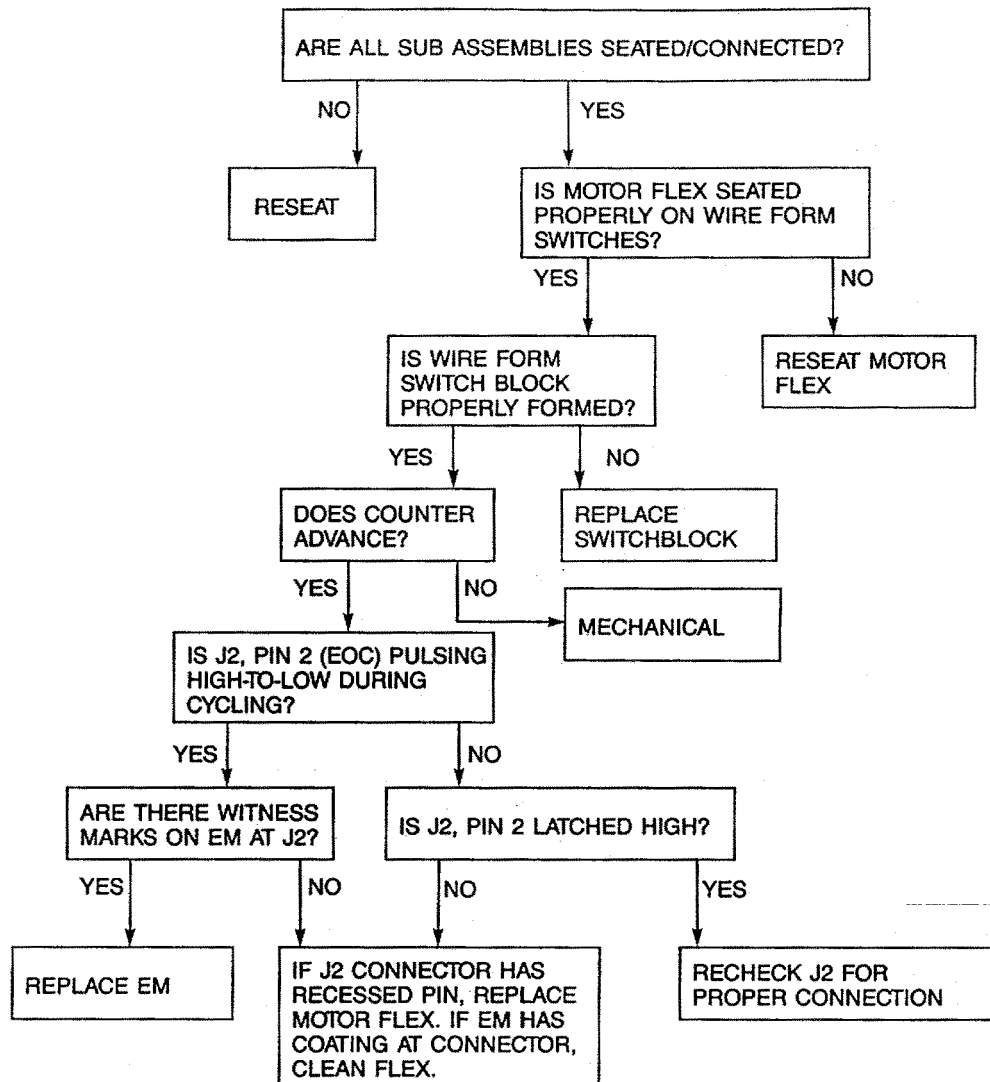 ARE ALL SUB ASSEMBLIES SEATED/CONNECTED?
NO
YES
RESEAT
IS MOTOR FLEX SEATED
PROPERLY ON WIRE FORM
SWITCHES?
YES
NO
IS WIRE FORM
SWITCH BLOCK
PROPERLY FORMED?
RESEAT MOTOR
FLEX
YES
NO
DOES COUNTER
ADVANCE?
REPLACE
SWITCHBLOCK
YES
NO
MECHANICAL
IS J2, PIN 2 (EOC) PULSING
HIGH-TO-LOW DURING
CYCLING?
YES
NO
ARE THERE WITNESS
MARKS ON EM AT J2?
IS J2, PIN 2 LATCHED HIGH?
YES
NO
NO
YES
REPLACE EM
IF J2 CONNECTOR HAS
RECESSED PIN, REPLACE
MOTOR FLEX. IF EM HAS
COATING AT CONNECTOR,
CLEAN FLEX.
RECHECK J2 FOR
PROPER CONNECTION